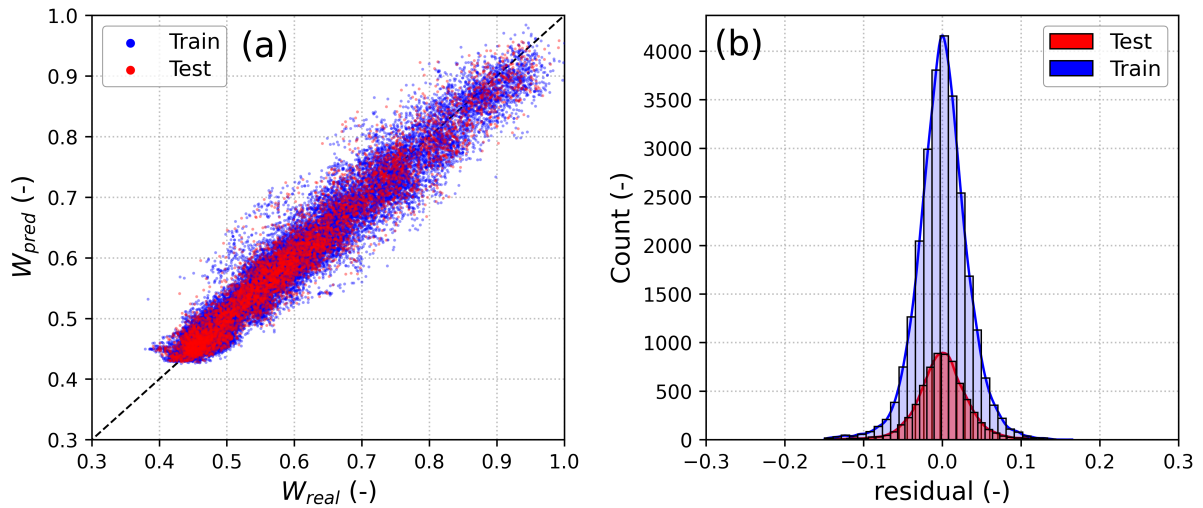 (a)
Train
Test
1.0
0.9
0.8
0.7
0.6
0.5
0.4
0.3
W_pred (-)
0.3 0.4 0.5 0.6 0.7 0.8 0.9 1.0
W_real (-)
(b)
Test
Train
4000
3500
3000
2500
2000
1500
1000
500
0
Count (-)
−0.3 −0.2 −0.1 0.0 0.1 0.2 0.3
residual (-)